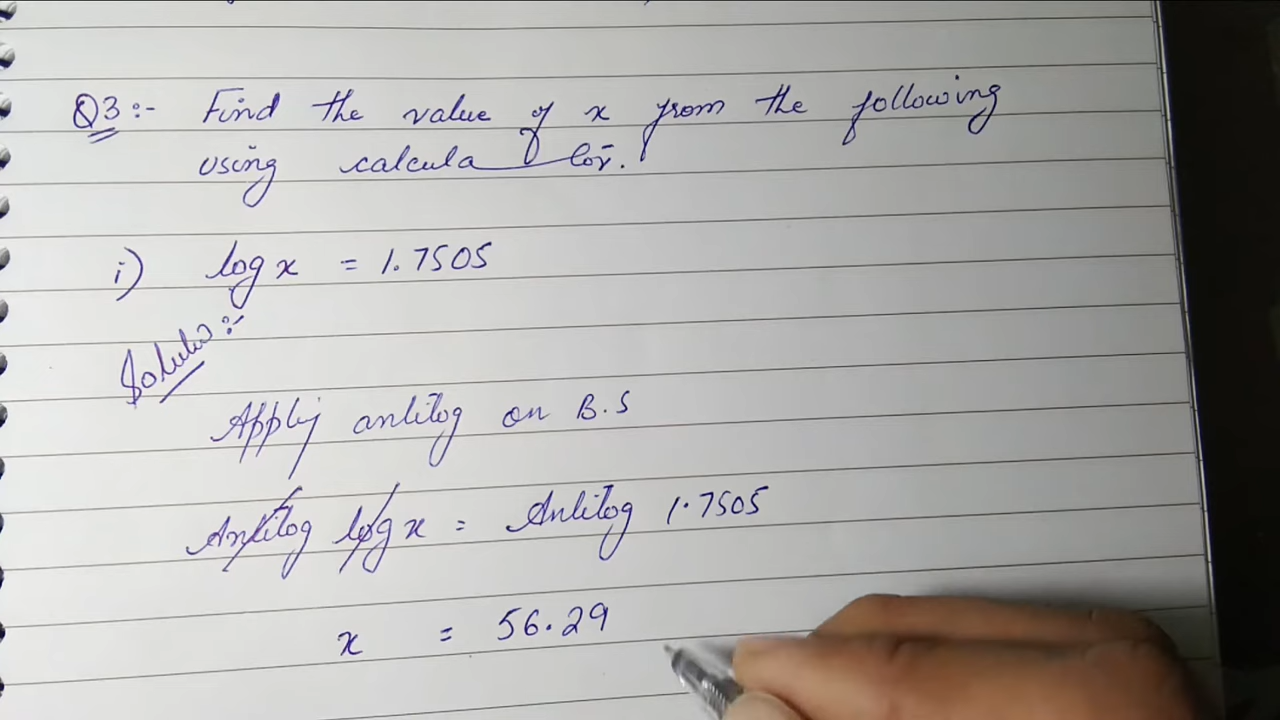 Q3:- Find the value of x from the following
using calculator.
i) log x = 1.7505
Solution:-
Apply antilog on B.S
Antilog log x = Antilog 1.7505
x = 56.29